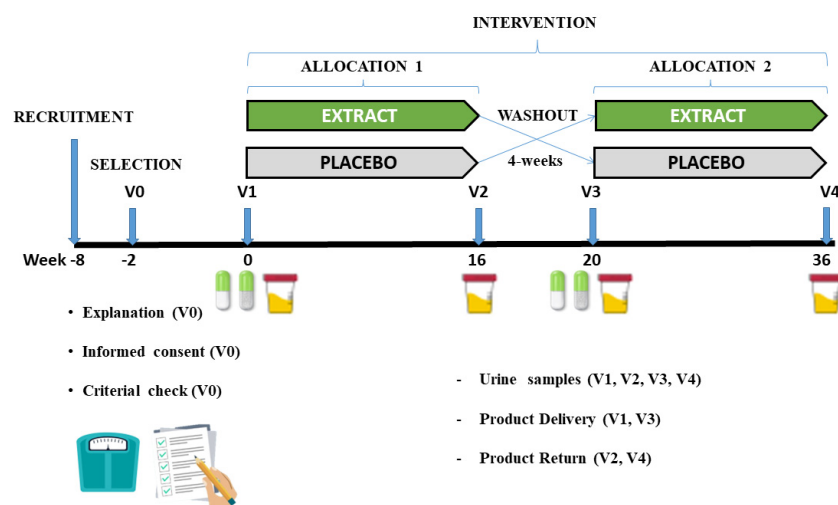 INTERVENTION
ALLOCATION 1
ALLOCATION 2
RECRUITMENT
EXTRACT
WASHOUT
EXTRACT
SELECTION
PLACEBO
4-weeks
PLACEBO
V0
V1
V2
V3
V4
Week -8
-2
0
16
20
36
• Explanation (V0)
• Informed consent (V0)
• Criterial check (V0)
- Urine samples (V1, V2, V3, V4)
- Product Delivery (V1, V3)
- Product Return (V2, V4)